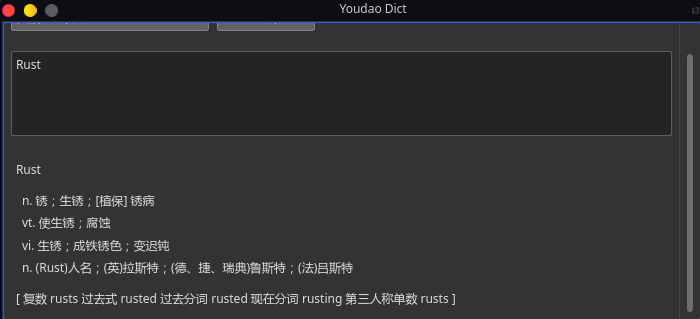 Youdao Dict
Rust
Rust
n. 锈；生锈；[植保] 锈病
vt. 使生锈；腐蚀
vi. 生锈；成铁锈色；变迟钝
n. (Rust)人名；(英)拉斯特；(德、捷、瑞典)鲁斯特；(法)吕斯特
[ 复数 rusts 过去式 rusted 过去分词 rusted 现在分词 rusting 第三人称单数 rusts ]